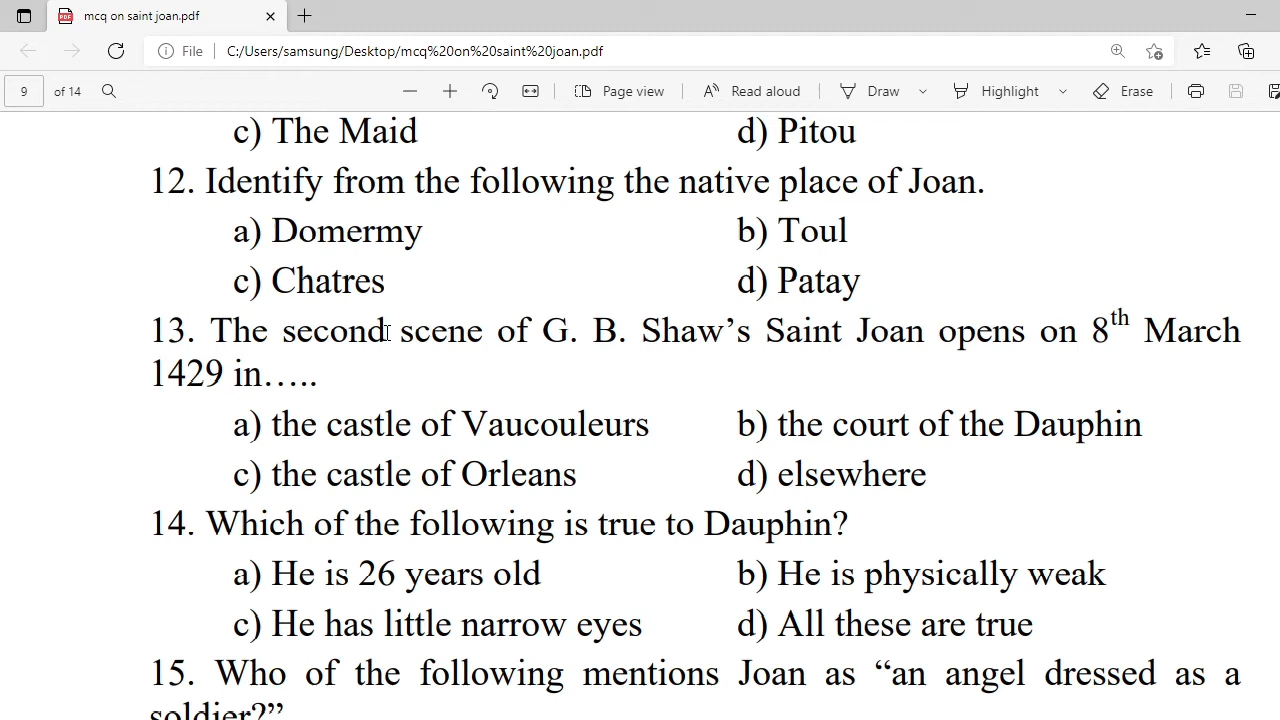 mcq on saint joan.pdf
File C:/Users/samsung/Desktop/mcq%20on%20saint%20joan.pdf
9 of 14 Page view Read aloud Draw Highlight Erase
c) The Maid d) Pitou
12. Identify from the following the native place of Joan.
a) Domermy b) Toul
c) Chatres d) Patay
13. The second scene of G. B. Shaw’s Saint Joan opens on 8th March
1429 in…..
a) the castle of Vaucouleurs b) the court of the Dauphin
c) the castle of Orleans d) elsewhere
14. Which of the following is true to Dauphin?
a) He is 26 years old b) He is physically weak
c) He has little narrow eyes d) All these are true
15. Who of the following mentions Joan as “an angel dressed as a
soldier?”